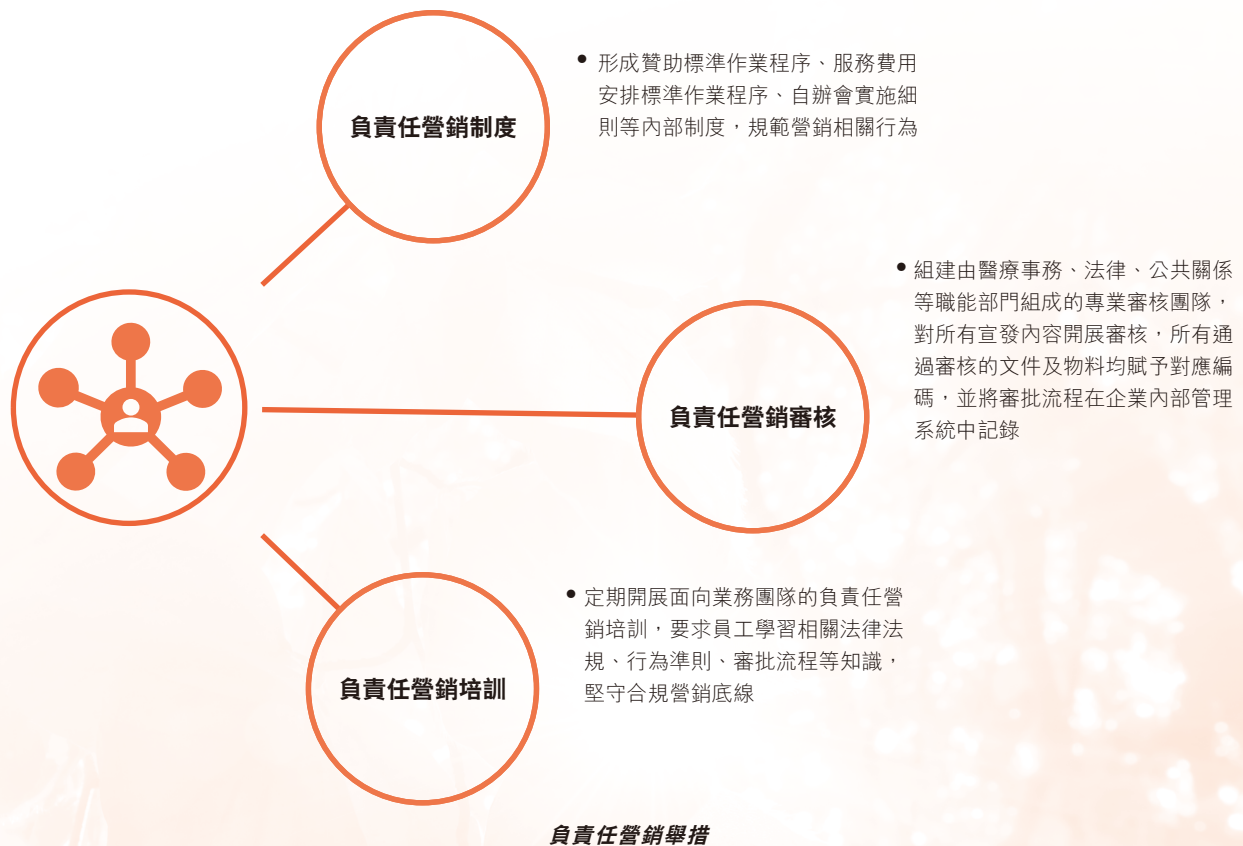 負責任營銷制度
• 形成贊助標準作業程序、服務費用
安排標準作業程序、自辦會實施細
則等內部制度，規範營銷相關行為
負責任營銷審核
• 組建由醫療事務、法律、公共關係
等職能部門組成的專業審核團隊，
對所有宣發內容開展審核，所有通
過審核的文件及物料均賦予對應編
碼，並將審批流程在企業內部管理
系統中記錄
負責任營銷培訓
• 定期開展面向業務團隊的負責任營
銷培訓，要求員工學習相關法律法
規、行為準則、審批流程等知識，
堅守合規營銷底線
負責任營銷舉措